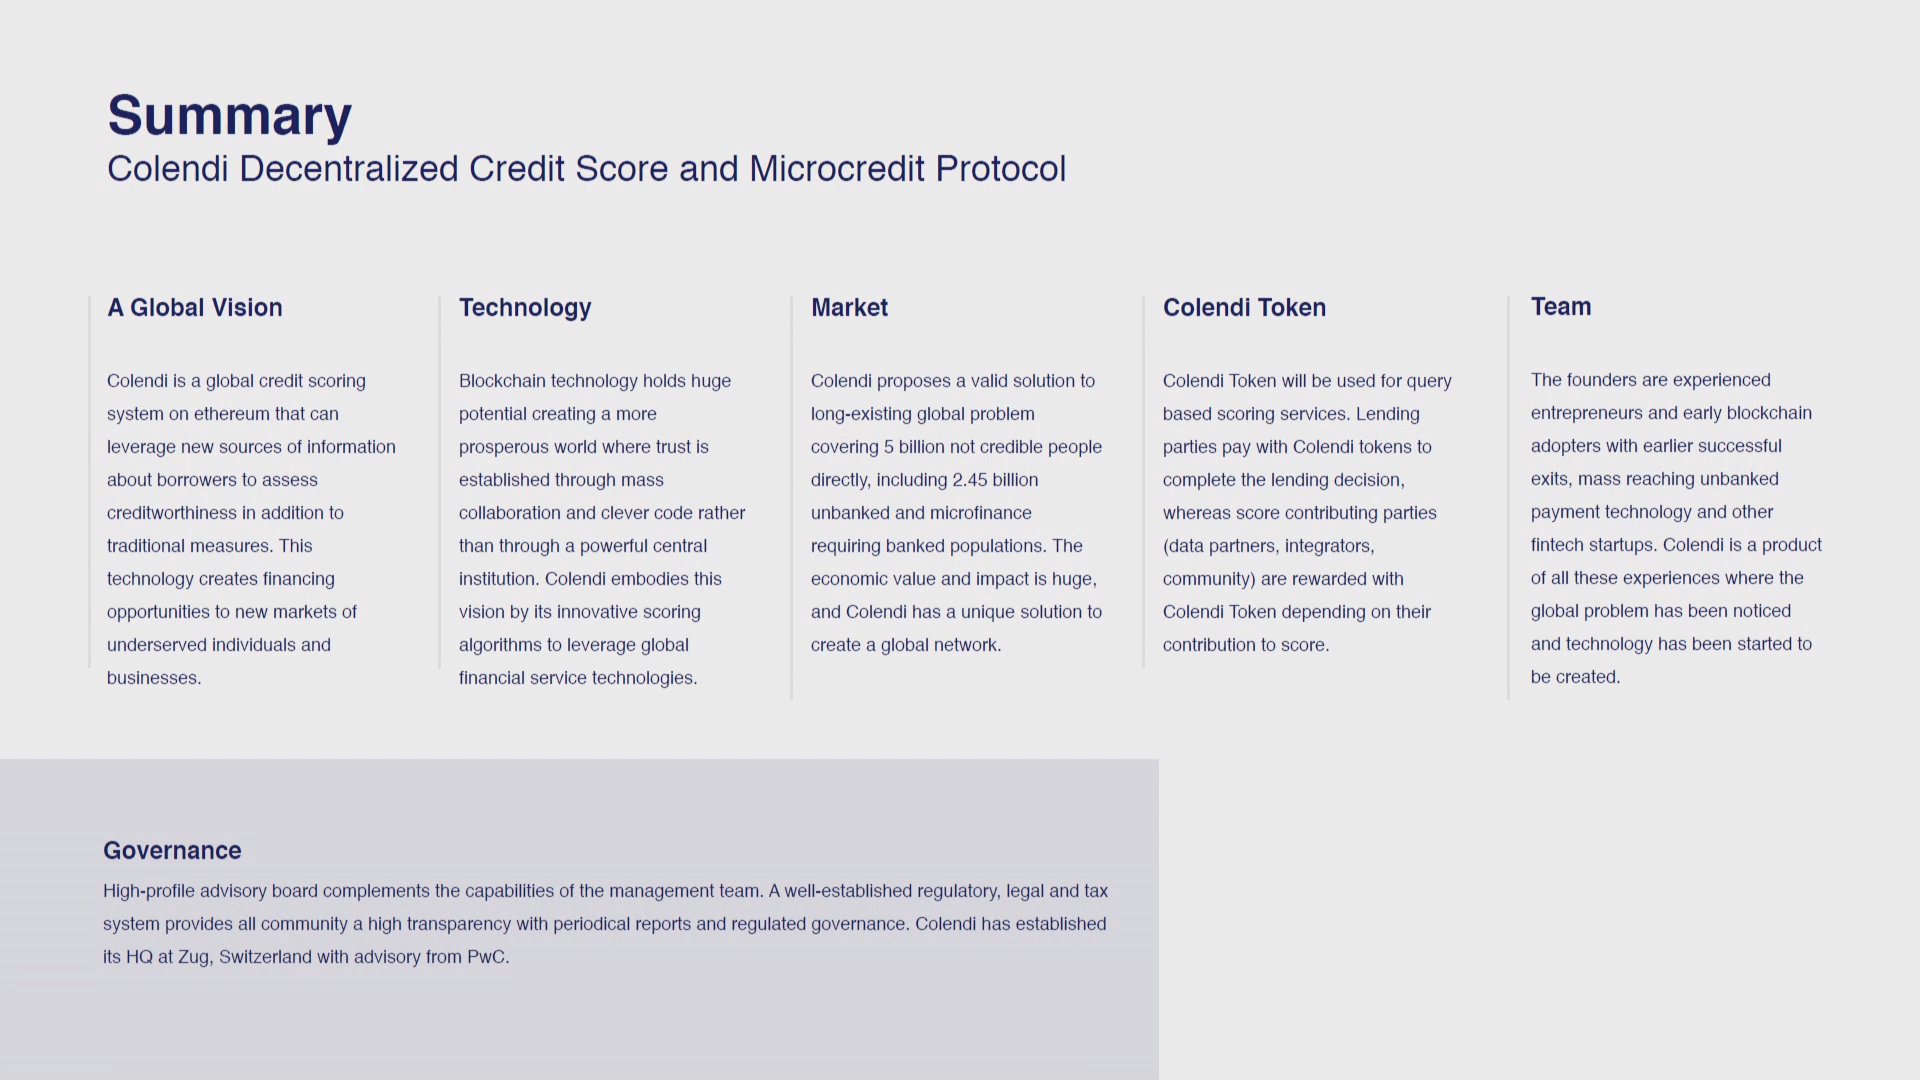 Summary
Colendi Decentralized Credit Score and Microcredit Protocol
A Global Vision
Colendi is a global credit scoring
system on ethereum that can
leverage new sources of information
about borrowers to assess
creditworthiness in addition to
traditional measures. This
technology creates financing
opportunities to new markets of
underserved individuals and
businesses.
Technology
Blockchain technology holds huge
potential creating a more
prosperous world where trust is
established through mass
collaboration and clever code rather
than through a powerful central
institution. Colendi embodies this
vision by its innovative scoring
algorithms to leverage global
financial service technologies.
Market
Colendi proposes a valid solution to
long-existing global problem
covering 5 billion not credible people
directly, including 2.45 billion
unbanked and microfinance
requiring banked populations. The
economic value and impact is huge,
and Colendi has a unique solution to
create a global network.
Colendi Token
Colendi Token will be used for query
based scoring services. Lending
parties pay with Colendi tokens to
complete the lending decision,
whereas score contributing parties
(data partners, integrators,
community) are rewarded with
Colendi Token depending on their
contribution to score.
Team
The founders are experienced
entrepreneurs and early blockchain
adopters with earlier successful
exits, mass reaching unbanked
payment technology and other
fintech startups. Colendi is a product
of all these experiences where the
global problem has been noticed
and technology has been started to
be created.
Governance
High-profile advisory board complements the capabilities of the management team. A well-established regulatory, legal and tax
system provides all community a high transparency with periodical reports and regulated governance. Colendi has established
its HQ at Zug, Switzerland with advisory from PwC.